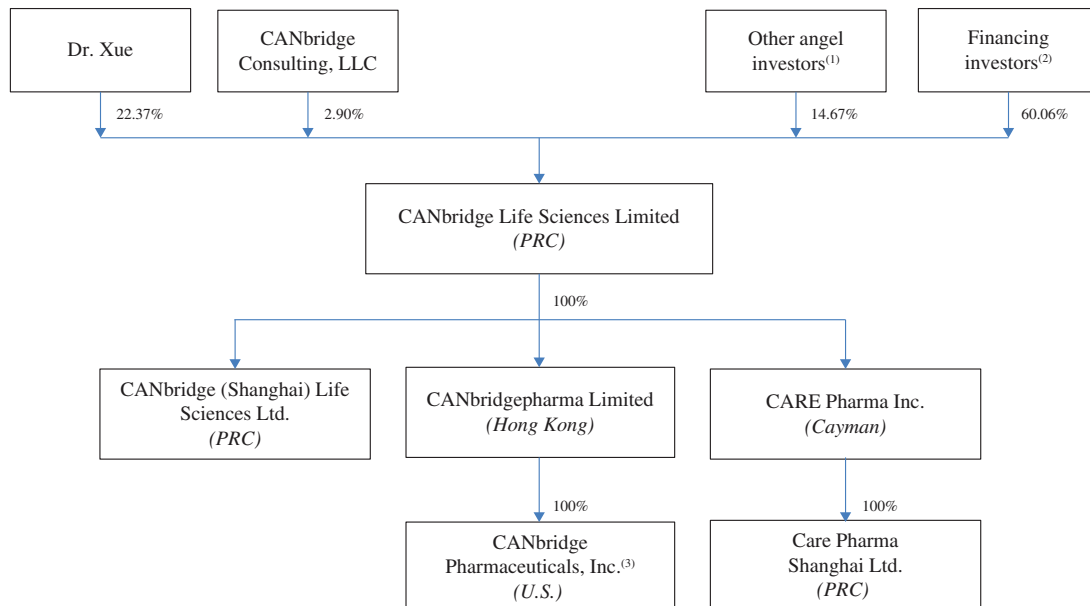 Dr. Xue
CANbridge
Consulting, LLC
Other angel
investors(1)
Financing
investors(2)
22.37%
2.90%
14.67%
60.06%
CANbridge Life Sciences Limited
(PRC)
100%
CANbridge (Shanghai) Life
Sciences Ltd.
(PRC)
CANbridgepharma Limited
(Hong Kong)
CARE Pharma Inc.
(Cayman)
100%
100%
CANbridge
Pharmaceuticals, Inc.(3)
(U.S.)
Care Pharma
Shanghai Ltd.
(PRC)